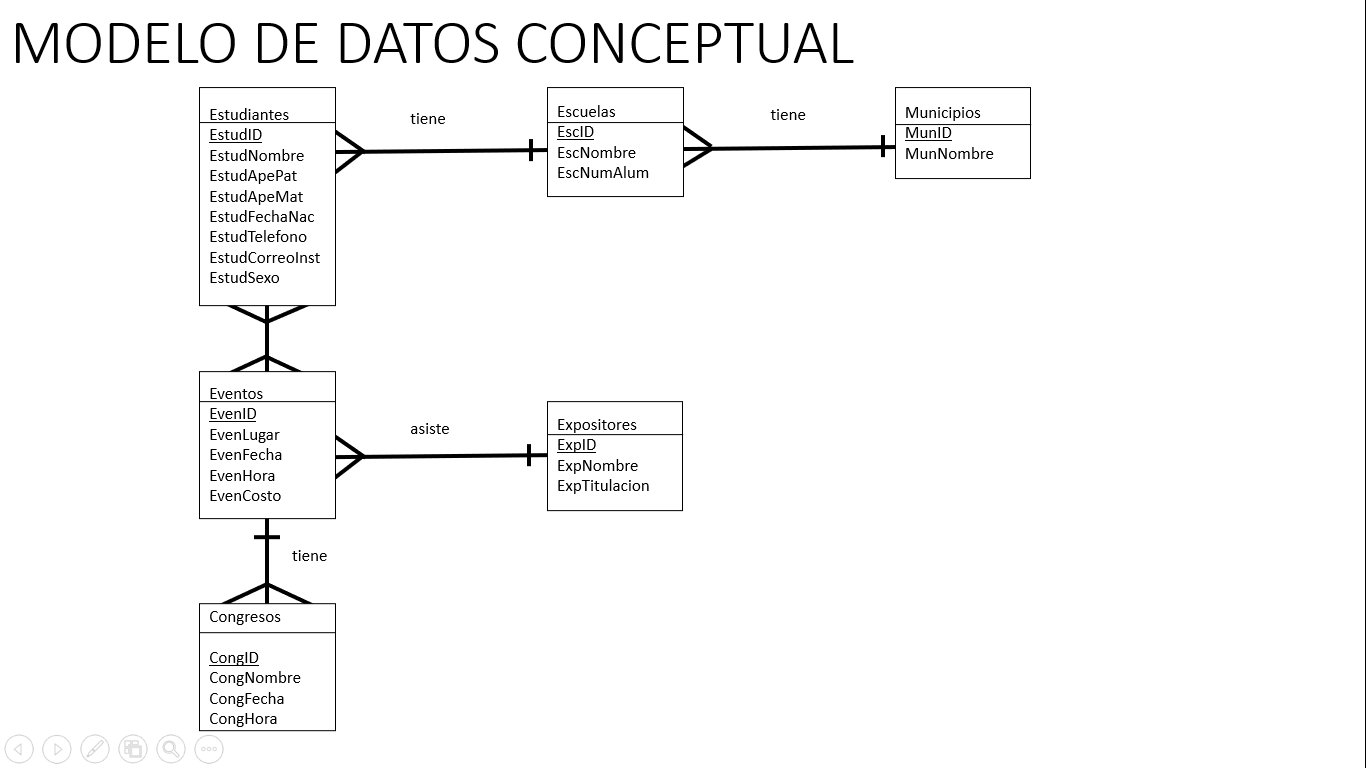 MODELO DE DATOS CONCEPTUAL
Estudiantes
EstudID
EstudNombre
EstudApePat
EstudApeMat
EstudFechaNac
EstudTelefono
EstudCorreoInst
EstudSexo
tiene
Escuelas
EscID
EscNombre
EscNumAlum
tiene
Municipios
MunID
MunNombre
Eventos
EvenID
EvenLugar
EvenFecha
EvenHora
EvenCosto
asiste
Expositores
ExpID
ExpNombre
ExpTitulacion
tiene
Congresos
CongID
CongNombre
CongFecha
CongHora